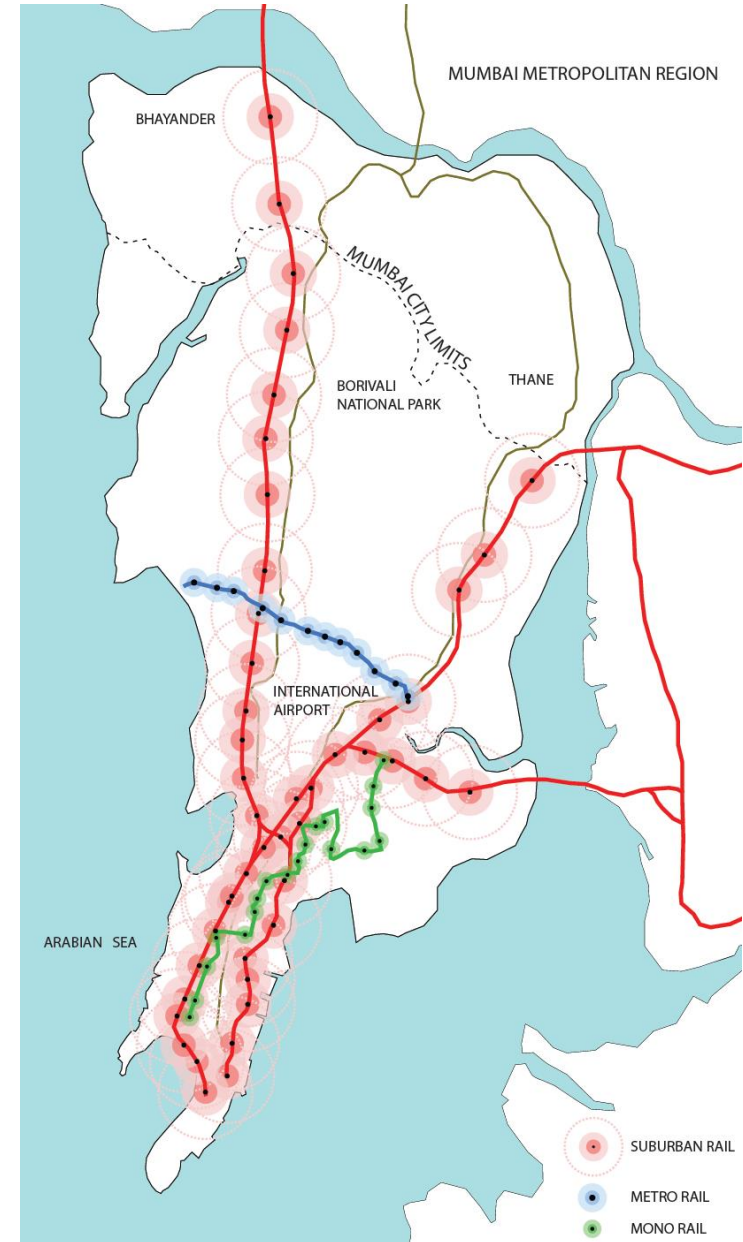 MUMBAI METROPOLITAN REGION
BHAYANDER
MUMBAI CITY LIMITS
THANE
BORIVALI
NATIONAL PARK
INTERNATIONAL
AIRPORT
ARABIAN SEA
SUBURBAN RAIL
METRO RAIL
MONO RAIL